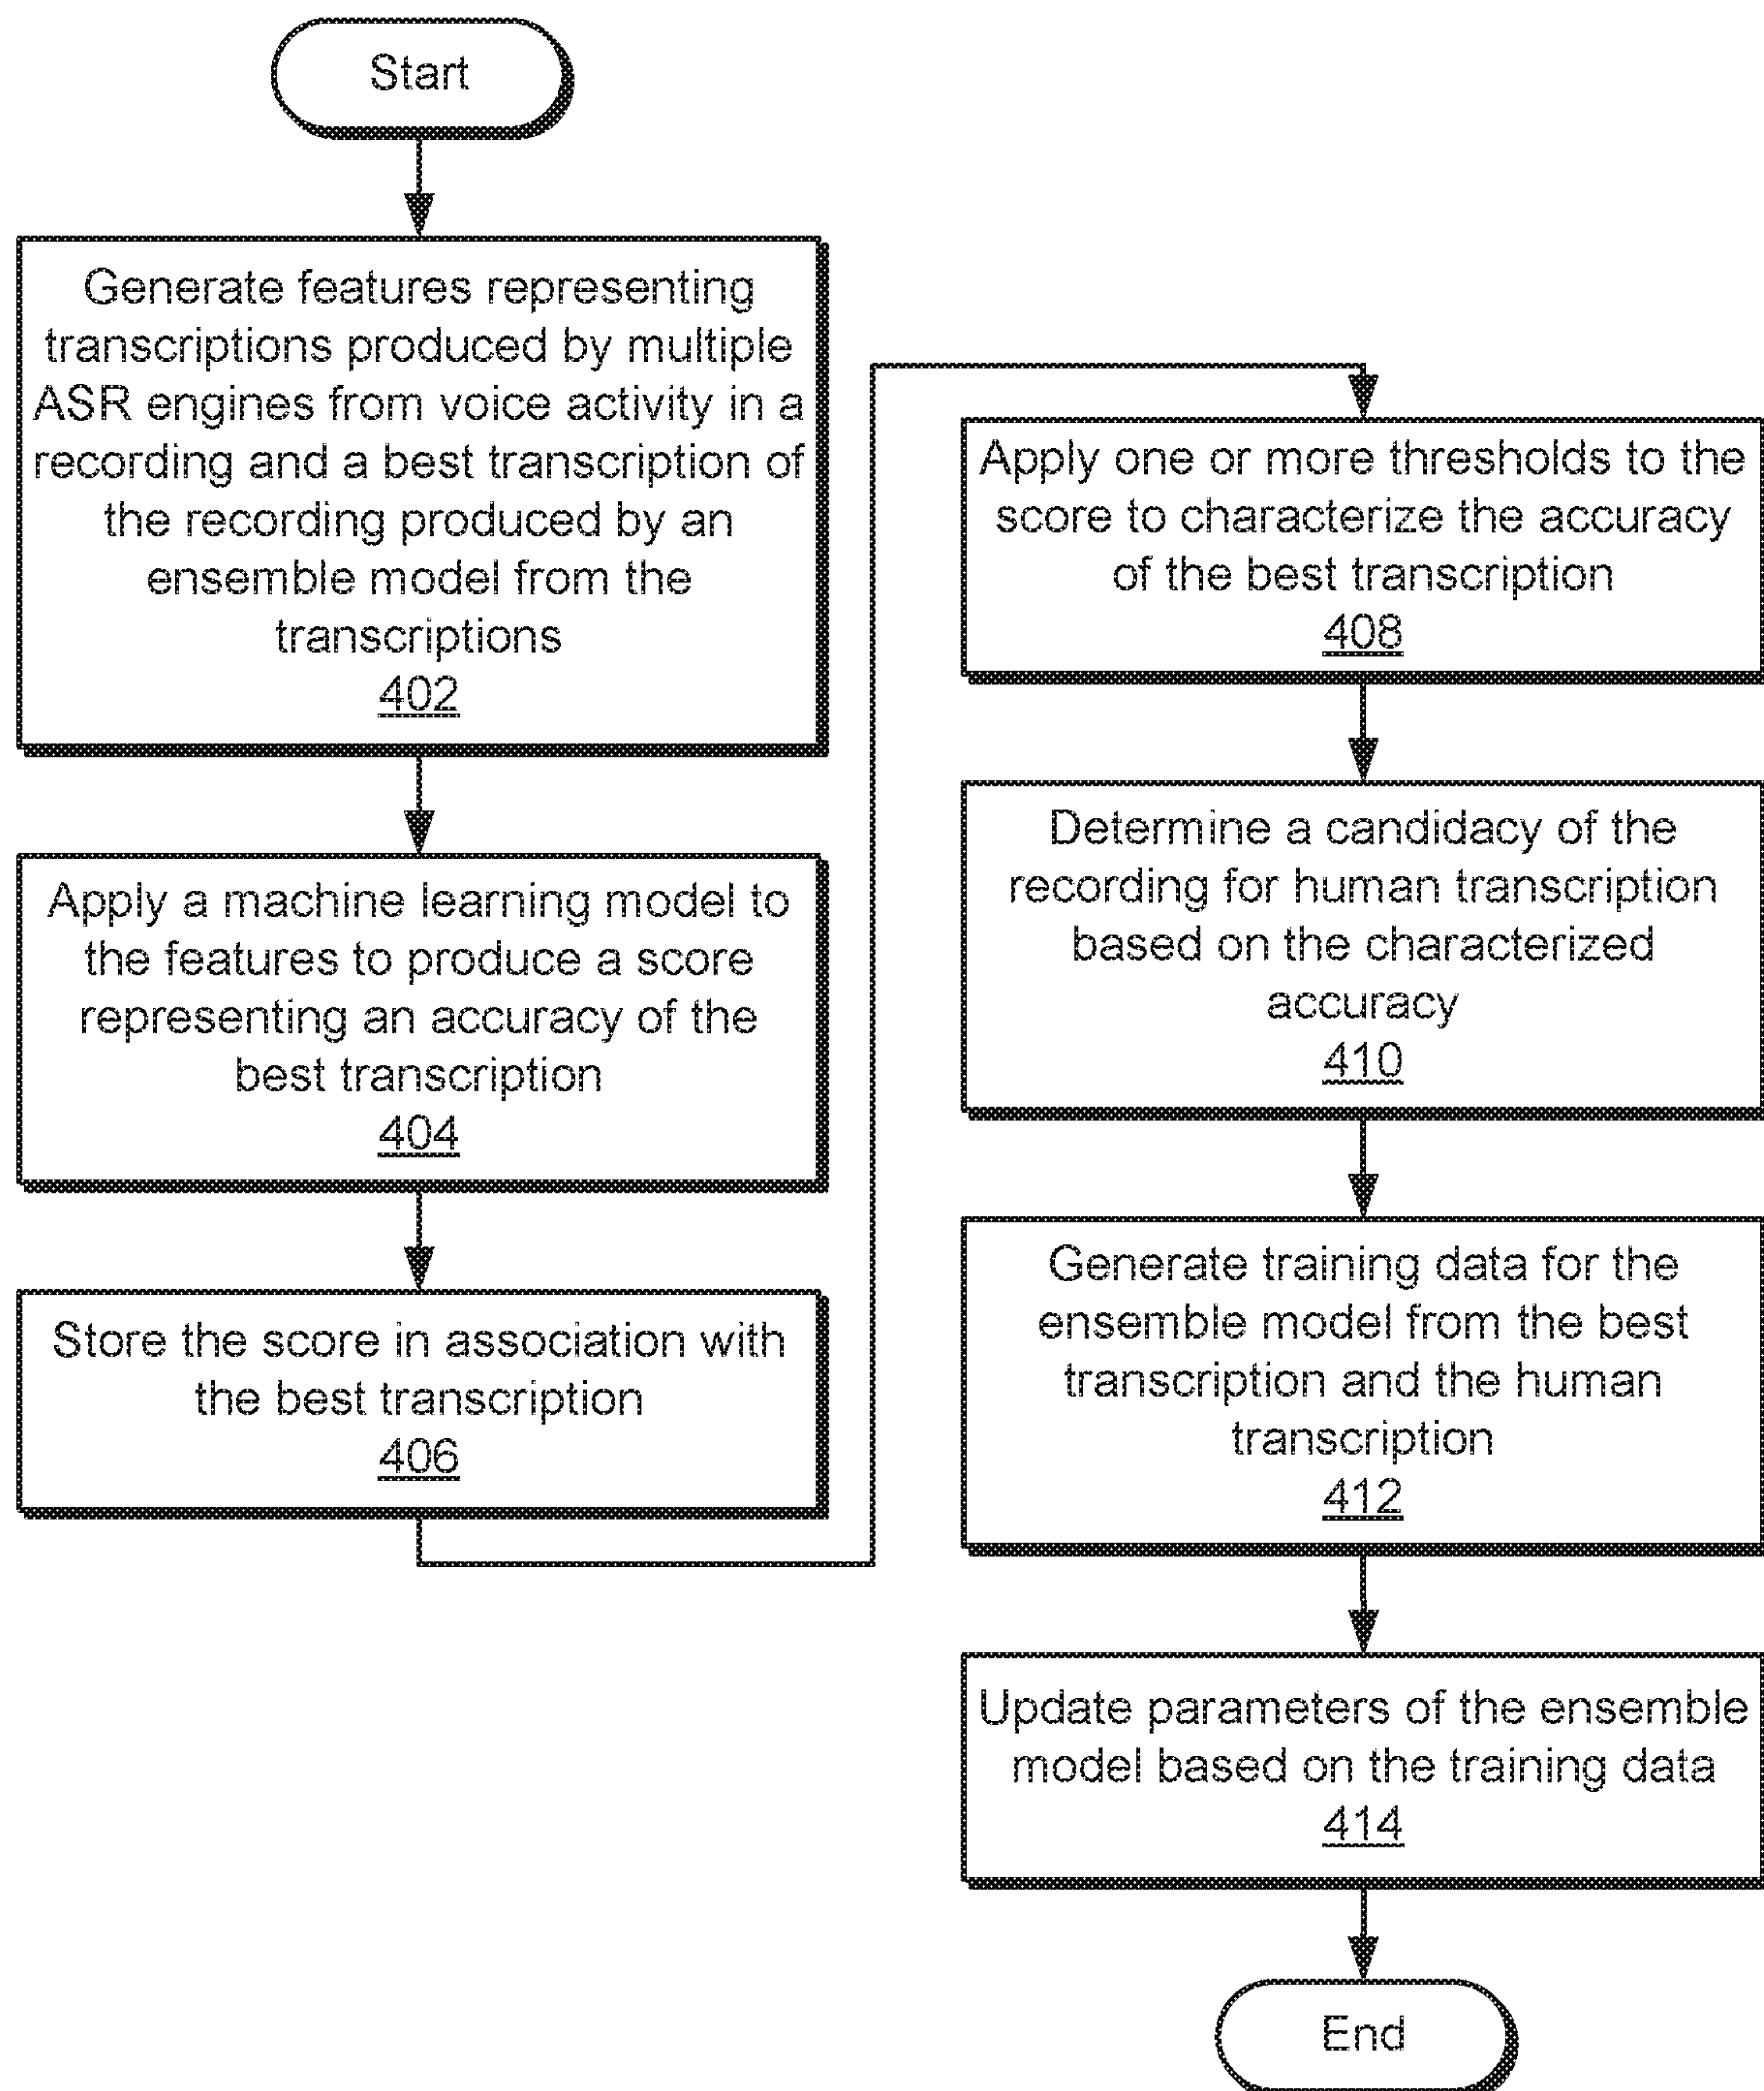 Start
Generate features representing
transcriptions produced by multiple
ASR engines from voice activity in a
recording and a best transcription of
the recording produced by an
ensemble model from the
transcriptions
402
Apply a machine learning model to
the features to produce a score
representing an accuracy of the
best transcription
404
Store the score in association with
the best transcription
406
Apply one or more thresholds to the
score to characterize the accuracy
of the best transcription
408
Determine a candidacy of the
recording for human transcription
based on the characterized
accuracy
410
Generate training data for the
ensemble model from the best
transcription and the human
transcription
412
Update parameters of the ensemble
model based on the training data
414
End